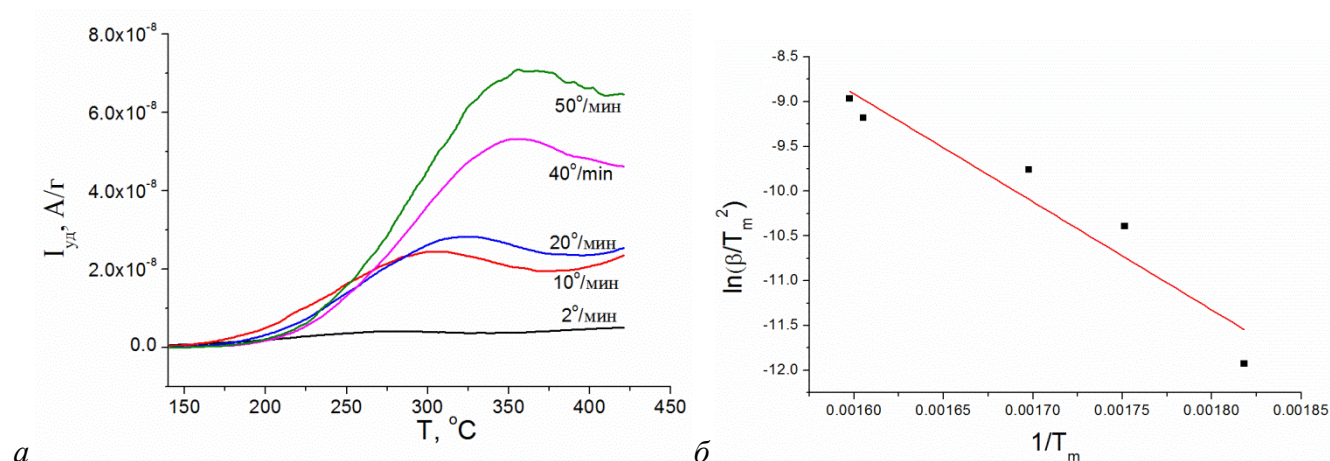 8.0x10⁻⁸
6.0x10⁻⁸
4.0x10⁻⁸
2.0x10⁻⁸
0.0
I уд, А/г
50°/мин
40°/min
20°/мин
10°/мин
2°/мин
150 200 250 300 350 400 450
T, °C
а
-8.5
-9.0
-9.5
-10.0
-10.5
-11.0
-11.5
-12.0
ln(β/Tm²)
0.00160 0.00165 0.00170 0.00175 0.00180 0.00185
1/Tm
б